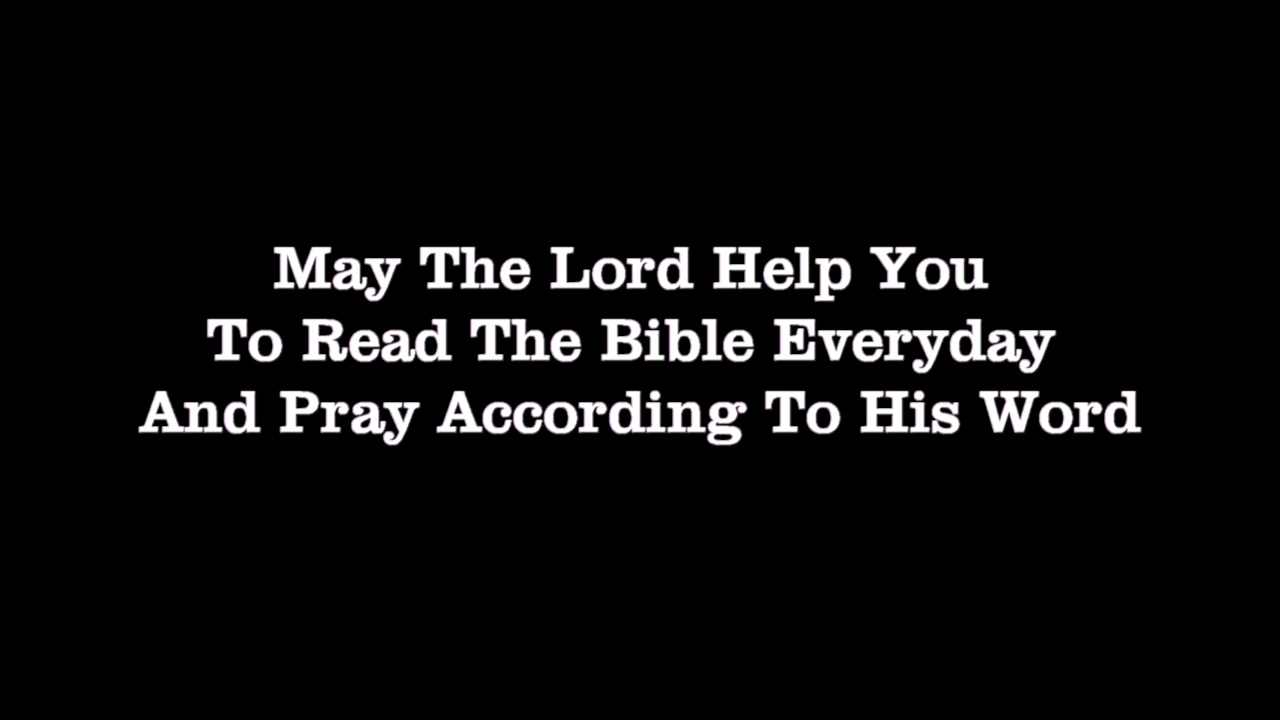 May The Lord Help You
To Read The Bible Everyday
And Pray According To His Word